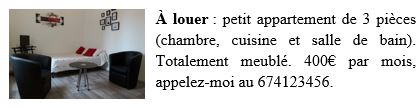 À louer : petit appartement de 3 pièces
(chambre, cuisine et salle de bain).
Totalement meublé. 400€ par mois,
appelez-moi au 674123456.